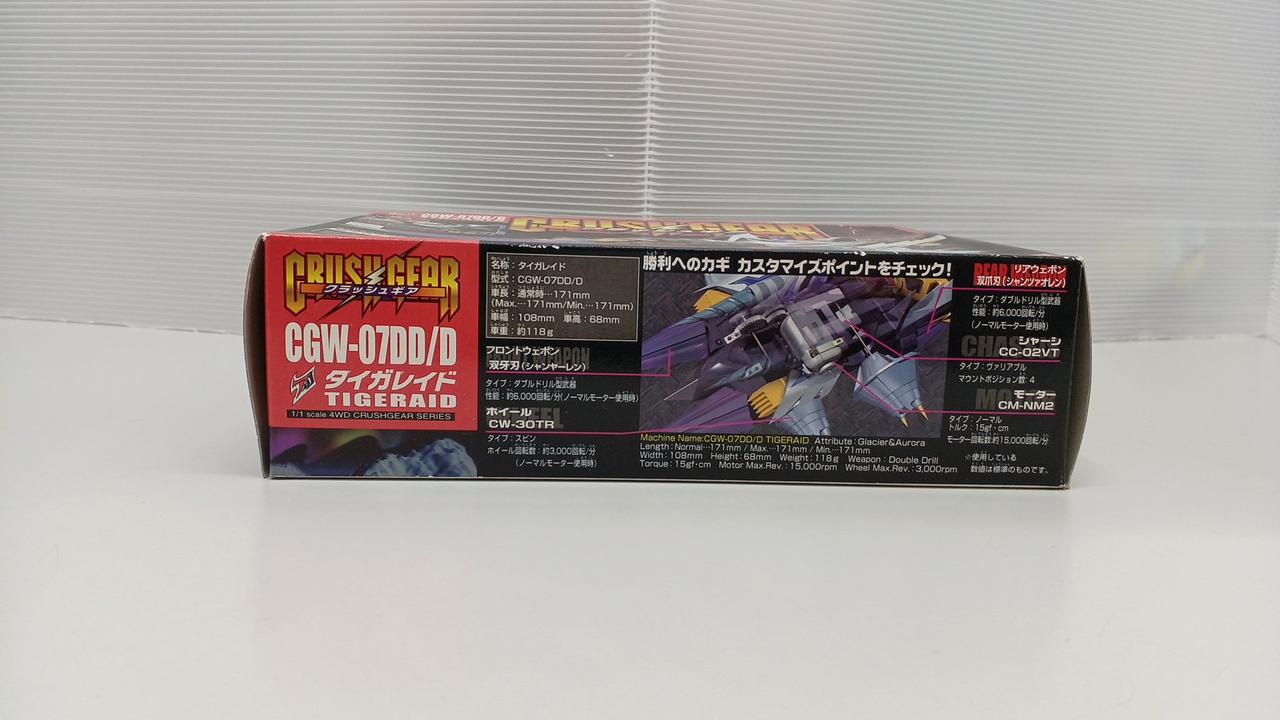 CGW-07DD/D
CRUSH GEAR
CRUSH GEAR
クラッシュギア
CGW-07DD/D
タイガレイド
TIGERAID
1/1 scale 4WD CRUSHGEAR SERIES
名称：タイガレイド
型式：CGW-07DD/D
車長：通常時…171mm
(Max.…171mm/Min.…171mm)
車幅：108mm 車高：68mm
車重：約118g
フロントウェポン
双牙刃(シャンヤーレン)
タイプ：ダブルドリル型武器
性能：約6,000回転/分(ノーマルモーター使用時)
ホイール
CW-30TR
タイプ：スピン
ホイール回転数：約3,000回転/分
(ノーマルモーター使用時)
勝利へのカギ カスタマイズポイントをチェック!
Machine Name:CGW-07DD/D TIGERAID Attribute : Glacier&Aurora
Length : Normal…171mm / Max.…171mm / Min.…171mm
Width : 108mm Height : 68mm Weight : 118g Weapon : Double Drill
Torque : 15gf·cm Motor Max.Rev. : 15,000rpm Wheel Max.Rev. : 3,000rpm
リアウェポン
双爪刃(シャンツァオレン)
タイプ：ダブルドリル型武器
性能：約6,000回転/分
(ノーマルモーター使用時)
シャーシ
CC-02VT
タイプ：ヴァリアブル
マウントポジション数：4
モーター
CM-NM2
タイプ：ノーマル
トルク：15gf·cm
モーター回転数：約15,000回転/分
※使用している
数値は標準のものです。